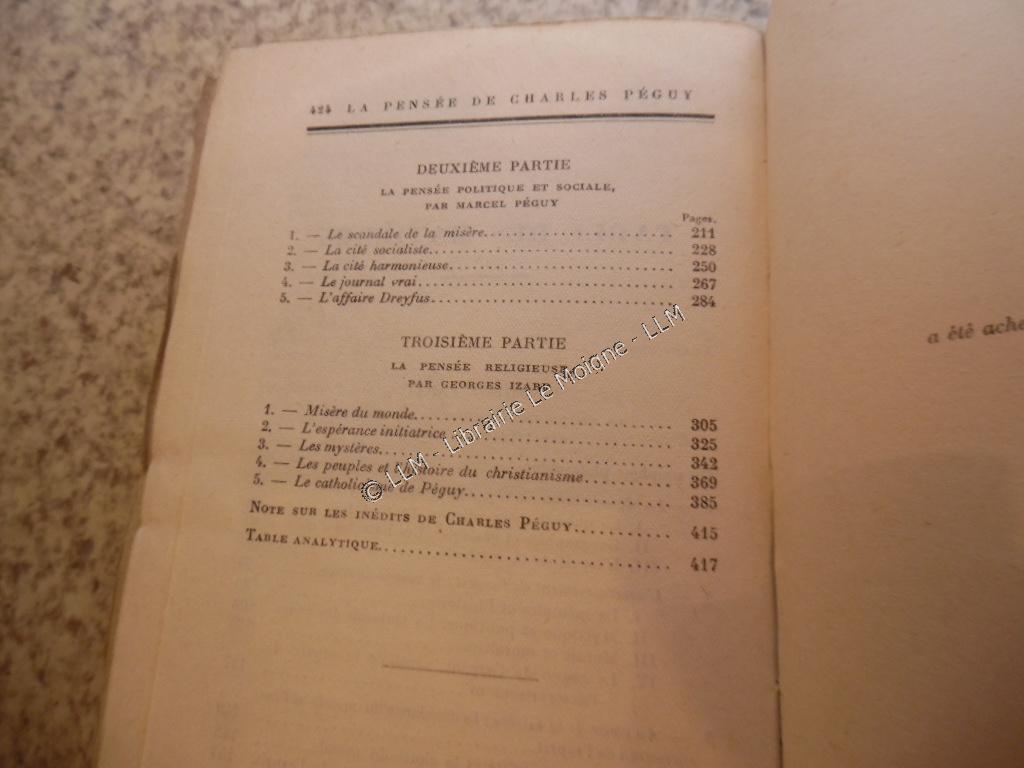 424 LA PENSÉE DE CHARLES PÉGUY
DEUXIÈME PARTIE
LA PENSÉE POLITIQUE ET SOCIALE,
PAR MARCEL PÉGUY
Pages.
1. — Le scandale de la misère........................ 211
2. — La cité socialiste.............................. 228
3. — La cité harmonieuse............................ 250
4. — Le journal vrai................................ 267
5. — L'affaire Dreyfus.............................. 284
TROISIÈME PARTIE
LA PENSÉE RELIGIEUSE,
PAR GEORGES IZARD
1. — Misère du monde................................ 305
2. — L'espérance initiatrice........................ 325
3. — Les mystères................................... 342
4. — Les peuples et l'histoire du christianisme........... 369
5. — Le catholicisme de Péguy........................ 385
NOTE SUR LES INÉDITS DE CHARLES PÉGUY........... 415
TABLE ANALYTIQUE.................................. 417
a été ache
© LLM - Librairie Le Moigne - LLM